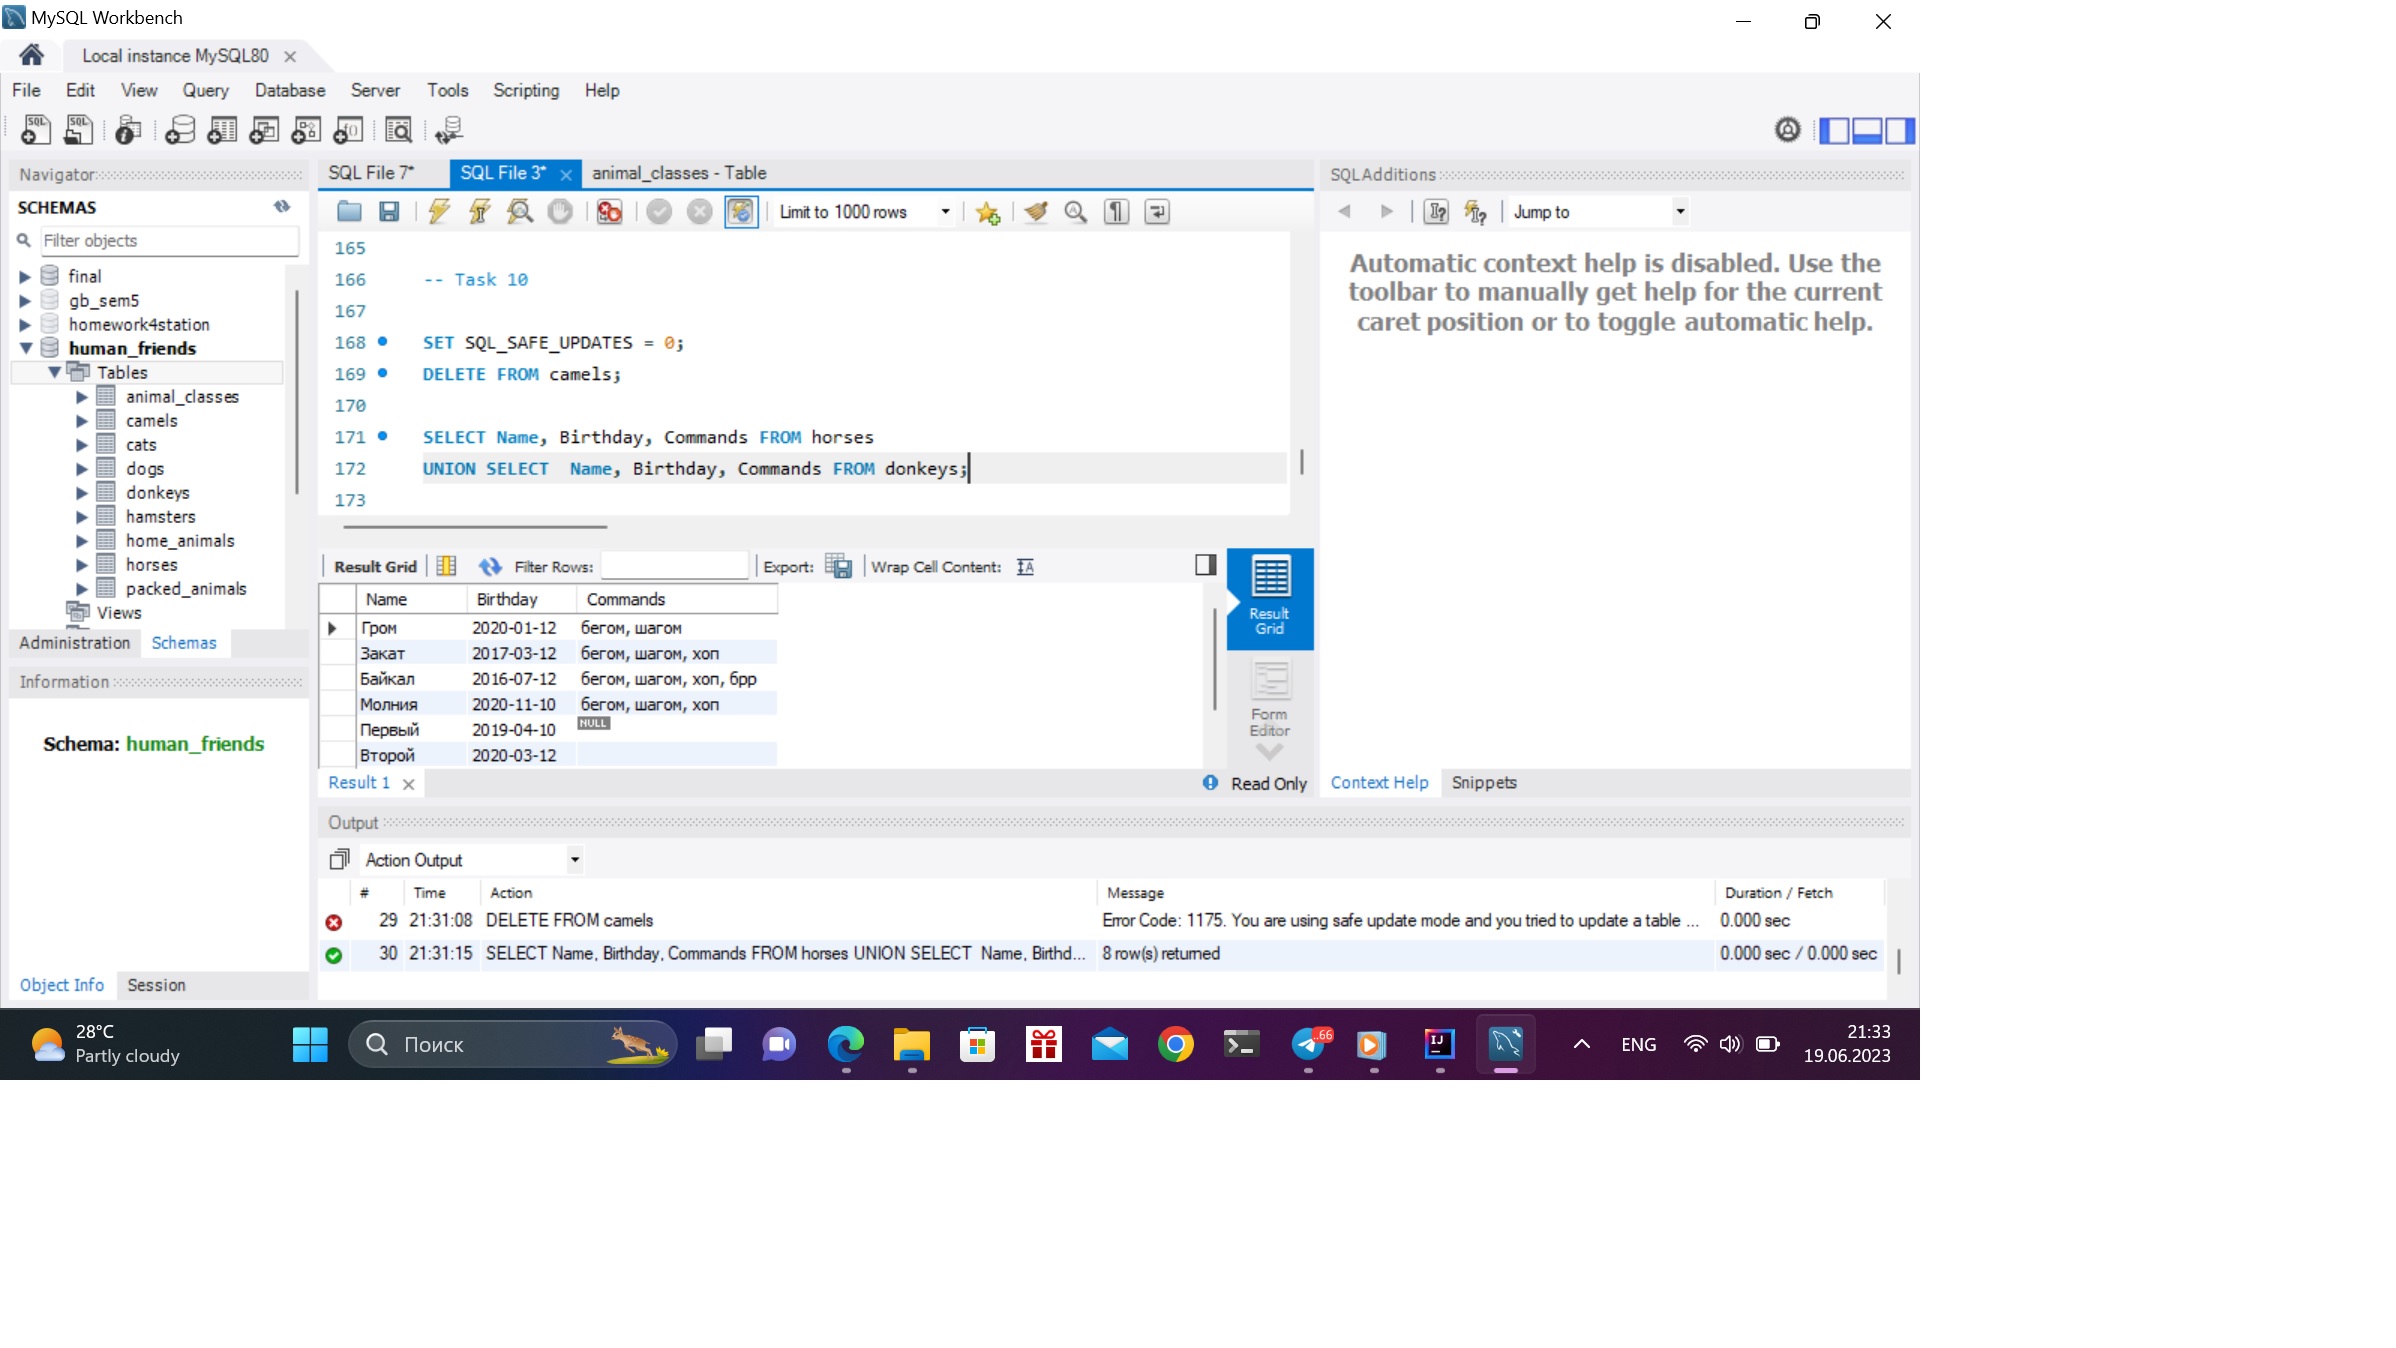 MySQL Workbench
Local instance MySQL80
File Edit View Query Database Server Tools Scripting Help
Navigator
SCHEMAS
Filter objects
final
gb_sem5
homework4station
human_friends
Tables
animal_classes
camels
cats
dogs
donkeys
hamsters
home_animals
horses
packed_animals
Views
Administration Schemas
Information
Schema: human_friends
Object Info Session
SQL File 7* SQL File 3* animal_classes - Table
Limit to 1000 rows
165
166 -- Task 10
167
168 SET SQL_SAFE_UPDATES = 0;
169 DELETE FROM camels;
170
171 SELECT Name, Birthday, Commands FROM horses
172 UNION SELECT  Name, Birthday, Commands FROM donkeys;
173
Result Grid Filter Rows: Export: Wrap Cell Content:
Name Birthday Commands
Гром 2020-01-12 бегом, шагом
Закат 2017-03-12 бегом, шагом, хоп
Байкал 2016-07-12 бегом, шагом, хоп, брр
Молния 2020-11-10 бегом, шагом, хоп
Первый 2019-04-10 NULL
Второй 2020-03-12
Result
Grid
Form
Editor
Result 1 Read Only
SQLAdditions
Jump to
Automatic context help is disabled. Use the
toolbar to manually get help for the current
caret position or to toggle automatic help.
Context Help Snippets
Output
Action Output
# Time Action Message Duration / Fetch
29 21:31:08 DELETE FROM camels Error Code: 1175. You are using safe update mode and you tried to update a table ... 0.000 sec
30 21:31:15 SELECT Name, Birthday, Commands FROM horses UNION SELECT  Name, Birthd... 8 row(s) returned 0.000 sec / 0.000 sec
28°C
Partly cloudy
Поиск
ENG
21:33
19.06.2023